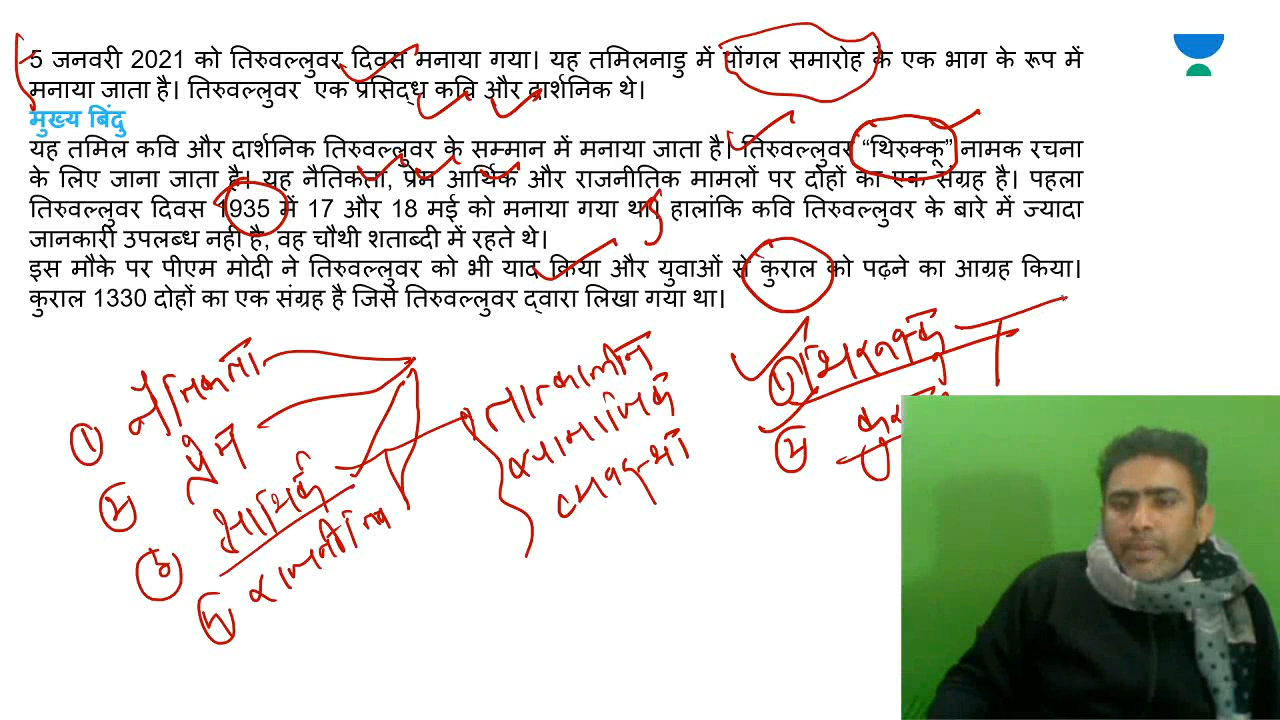 5 जनवरी 2021 को तिरुवल्लुवर दिवस मनाया गया। यह तमिलनाडु में पोंगल समारोह के एक भाग के रूप में
मनाया जाता है। तिरुवल्लुवर एक प्रसिद्ध कवि और दार्शनिक थे।
मुख्य बिंदु
यह तमिल कवि और दार्शनिक तिरुवल्लुवर के सम्मान में मनाया जाता है। तिरुवल्लुवर “थिरुक्कू” नामक रचना
के लिए जाना जाता है। यह नैतिकता, प्रेम आर्थिक और राजनीतिक मामलों पर दोहों का एक संग्रह है। पहला
तिरुवल्लुवर दिवस 1935 में 17 और 18 मई को मनाया गया था। हालांकि कवि तिरुवल्लुवर के बारे में ज्यादा
जानकारी उपलब्ध नही है, वह चौथी शताब्दी में रहते थे।
इस मौके पर पीएम मोदी ने तिरुवल्लुवर को भी याद किया और युवाओं से कुराल को पढ़ने का आग्रह किया।
कुराल 1330 दोहों का एक संग्रह है जिसे तिरुवल्लुवर द्वारा लिखा गया था।
① नैतिकता
② प्रेम
③ आर्थिक
राजनीति
तात्कालीन
सामाजिक
① थिरुक्कू
②